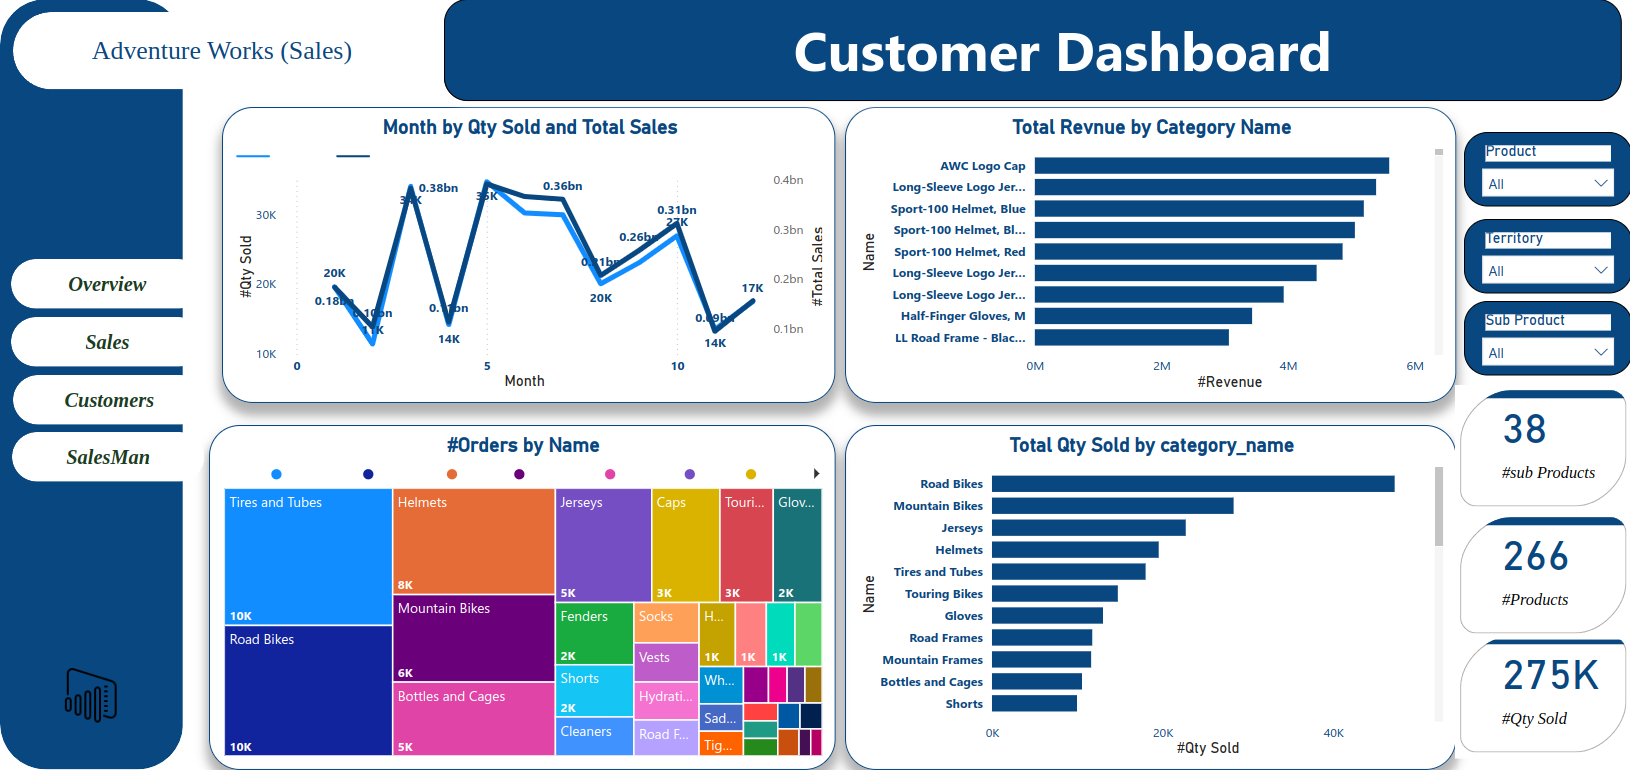 Adventure Works (Sales)
Customer Dashboard
Overview
Sales
Customers
SalesMan
Month by Qty Sold and Total Sales
#Qty Sold
30K
20K
10K
0.4bn
0.3bn
0.2bn
0.1bn
#Total Sales
20K
0.18bn
0.10bn
11K
0.38bn
34K
14K
35K
0.36bn
20K
0.26bn
0.31bn
27K
0.09bn
14K
17K
0
5
10
Month
Total Revnue by Category Name
Name
AWC Logo Cap
Long-Sleeve Logo Jer...
Sport-100 Helmet, Blue
Sport-100 Helmet, Bl...
Sport-100 Helmet, Red
Long-Sleeve Logo Jer...
Long-Sleeve Logo Jer...
Half-Finger Gloves, M
LL Road Frame - Blac...
0M
2M
4M
6M
#Revenue
Product
All
Territory
All
Sub Product
All
38
#sub Products
266
#Products
275K
#Qty Sold
#Orders by Name
Tires and Tubes
10K
Road Bikes
10K
Helmets
8K
Mountain Bikes
6K
Bottles and Cages
5K
Jerseys
5K
Caps
3K
Touri...
3K
Glov...
2K
Fenders
2K
Shorts
2K
Cleaners
Socks
Vests
Hydrati...
Road F...
H...
1K
1K
1K
Wh...
Sad...
Tig...
Total Qty Sold by category_name
Name
Road Bikes
Mountain Bikes
Jerseys
Helmets
Tires and Tubes
Touring Bikes
Gloves
Road Frames
Mountain Frames
Bottles and Cages
Shorts
0K
20K
40K
#Qty Sold